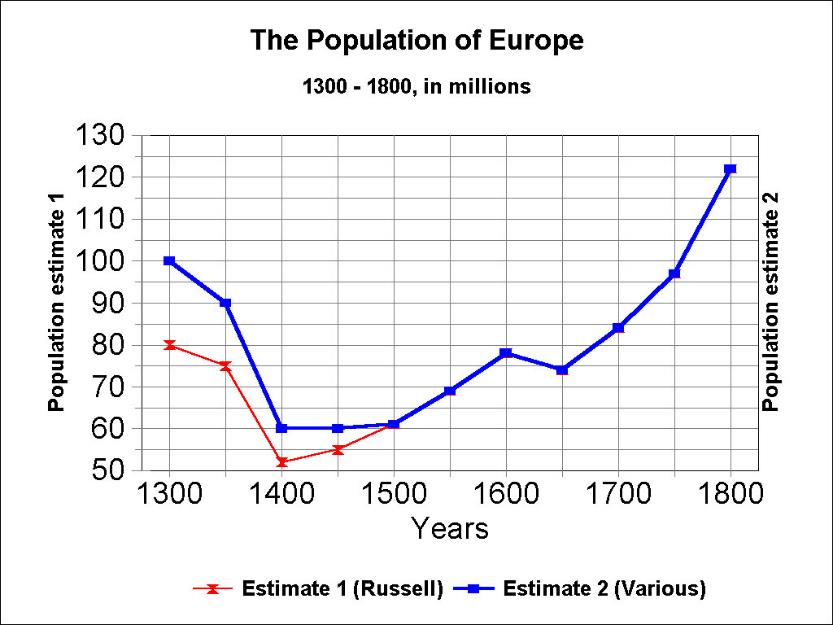 The Population of Europe
1300 - 1800, in millions
130
120
110
100
90
80
70
60
50
Population estimate 1
Population estimate 2
1300 1400 1500 1600 1700 1800
Years
Estimate 1 (Russell) Estimate 2 (Various)